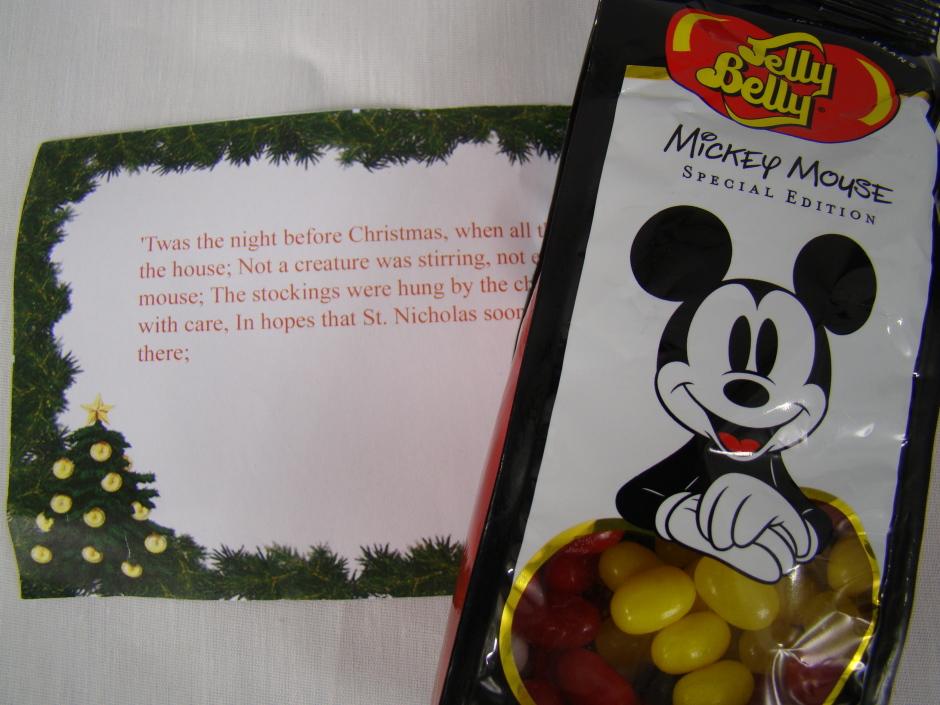 'Twas the night before Christmas, when all
the house; Not a creature was stirring, not
mouse; The stockings were hung by the
with care, In hopes that St. Nicholas soon
there;
Jelly
Belly
Mickey Mouse
SPECIAL EDITION